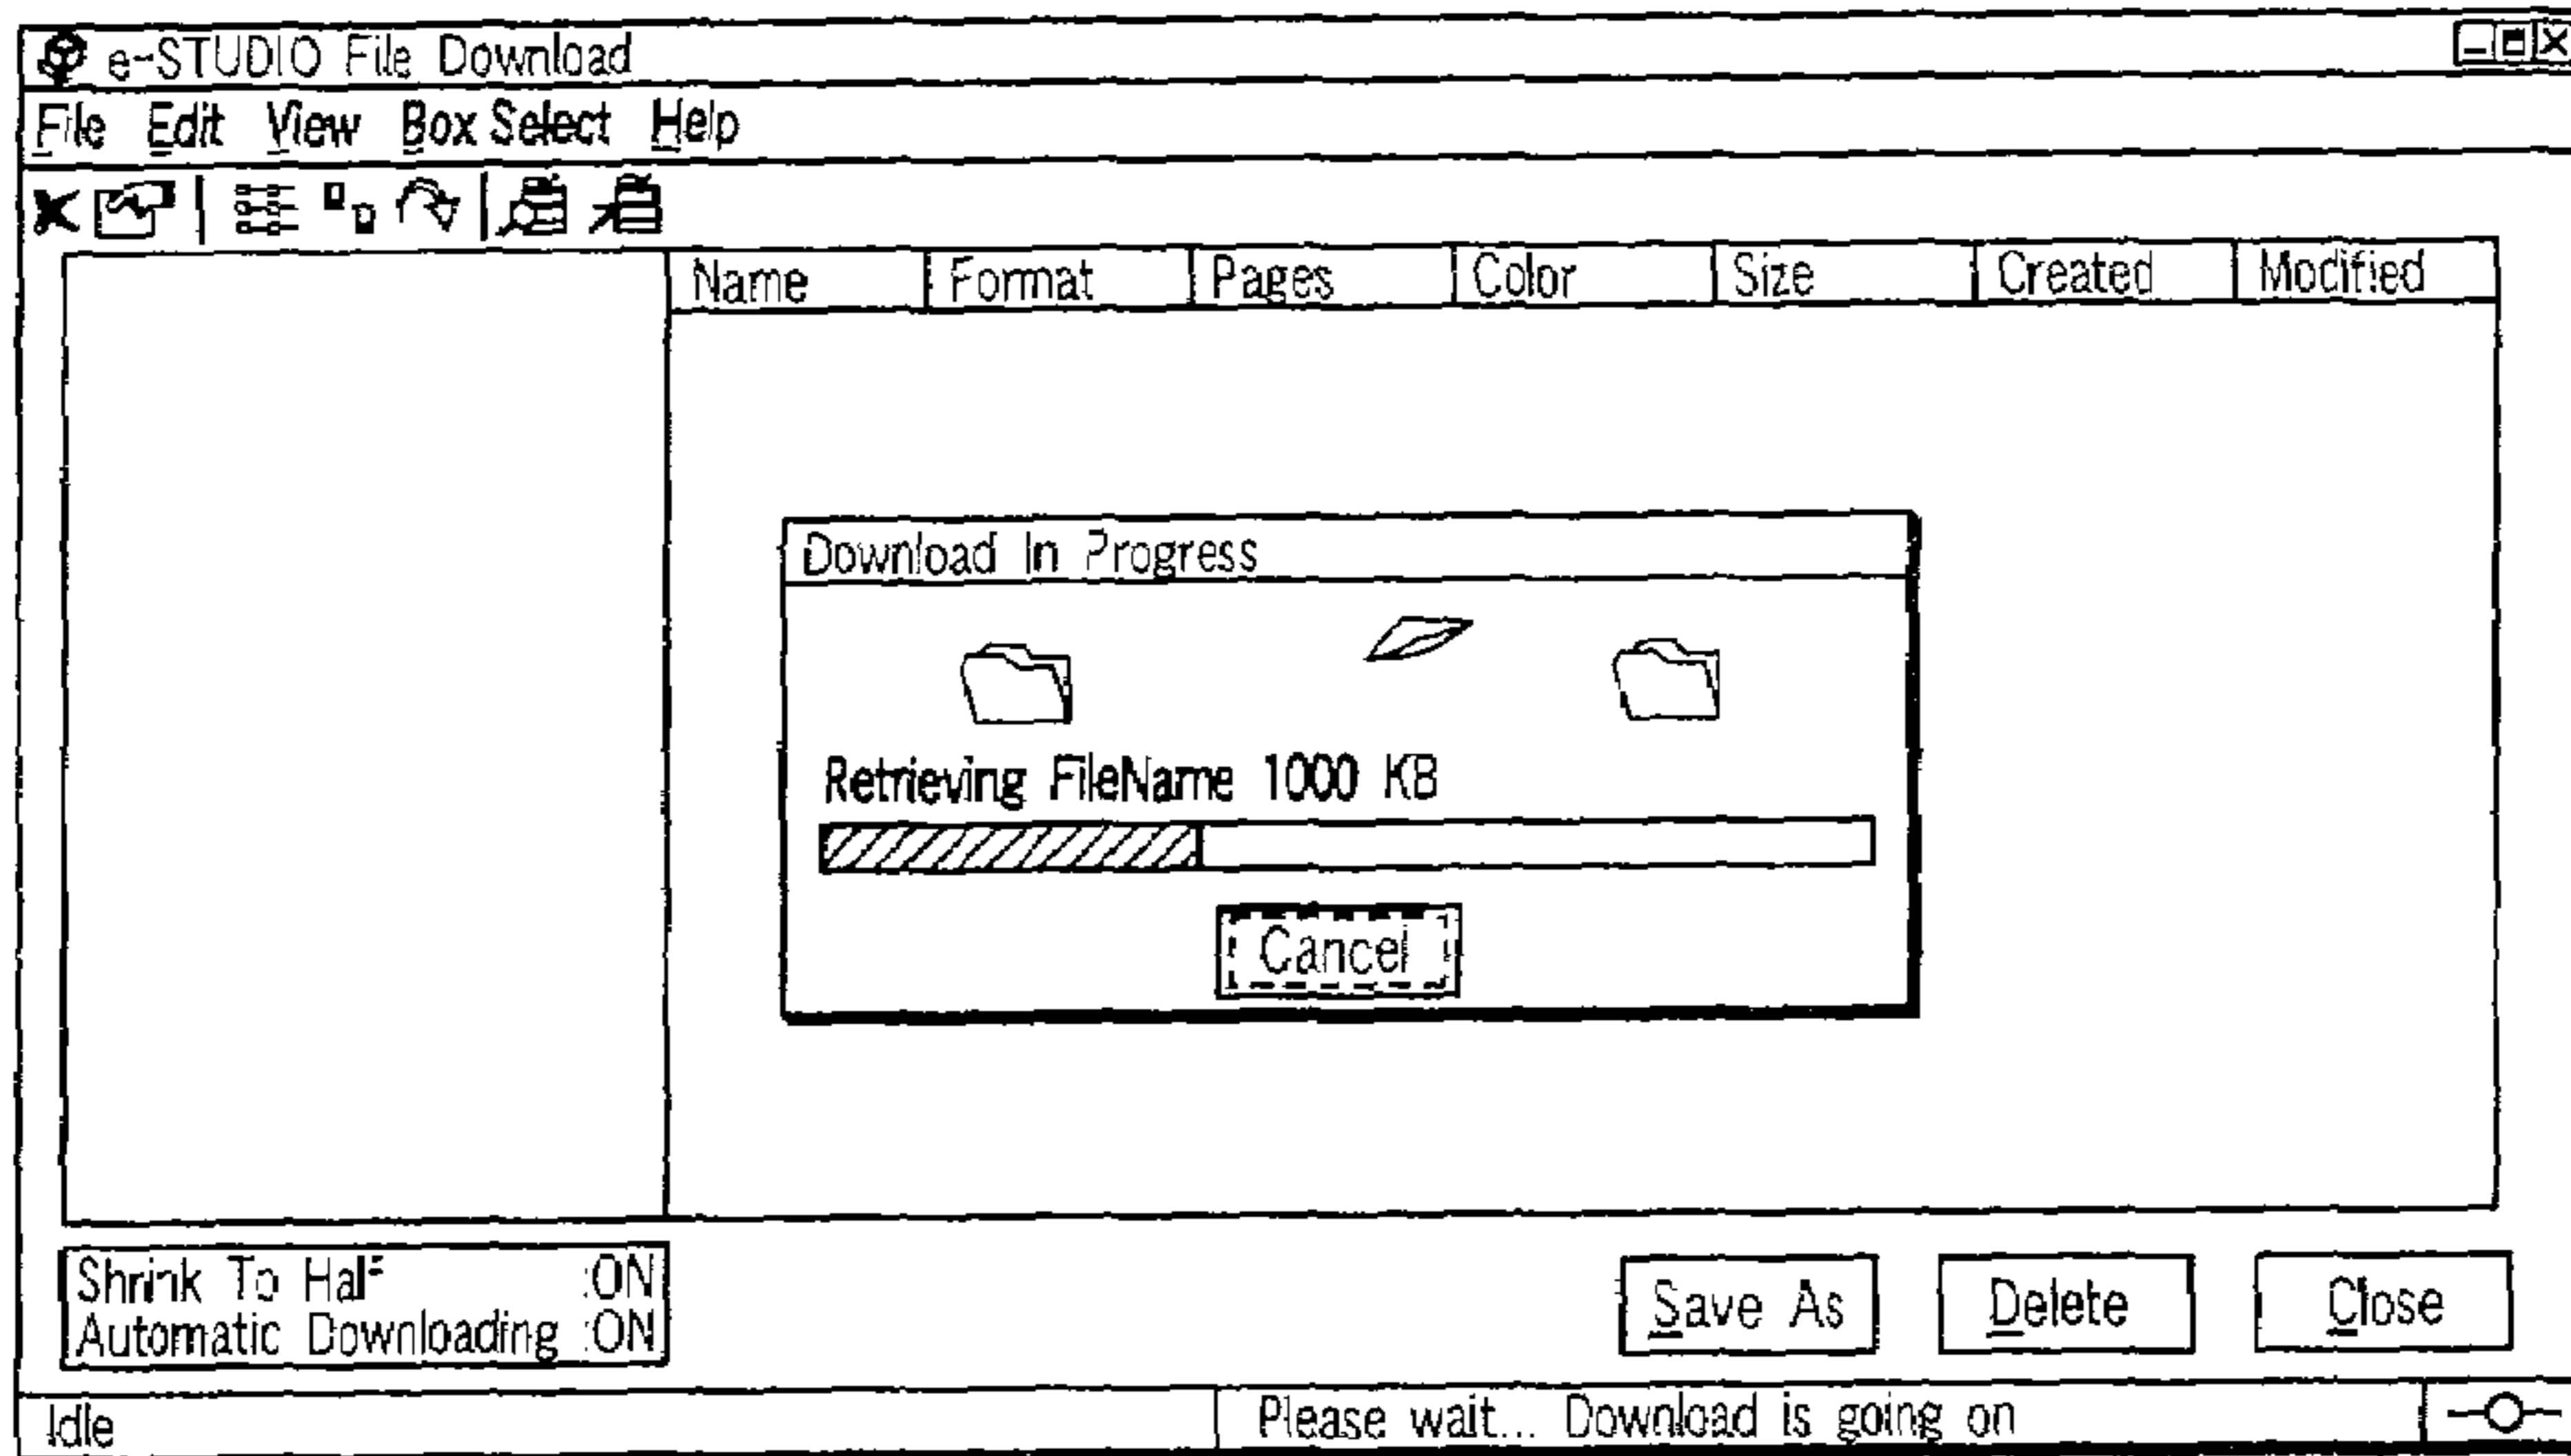 e-STUDIO File Download
File Edit View Box Select Help
Name Format Pages Color Size Created Modified
Download In Progress
Retrieving FileName 1000 KB
Cancel
Shrink To Half :ON
Automatic Downloading :ON
Save As Delete Close
Idle Please wait... Download is going on